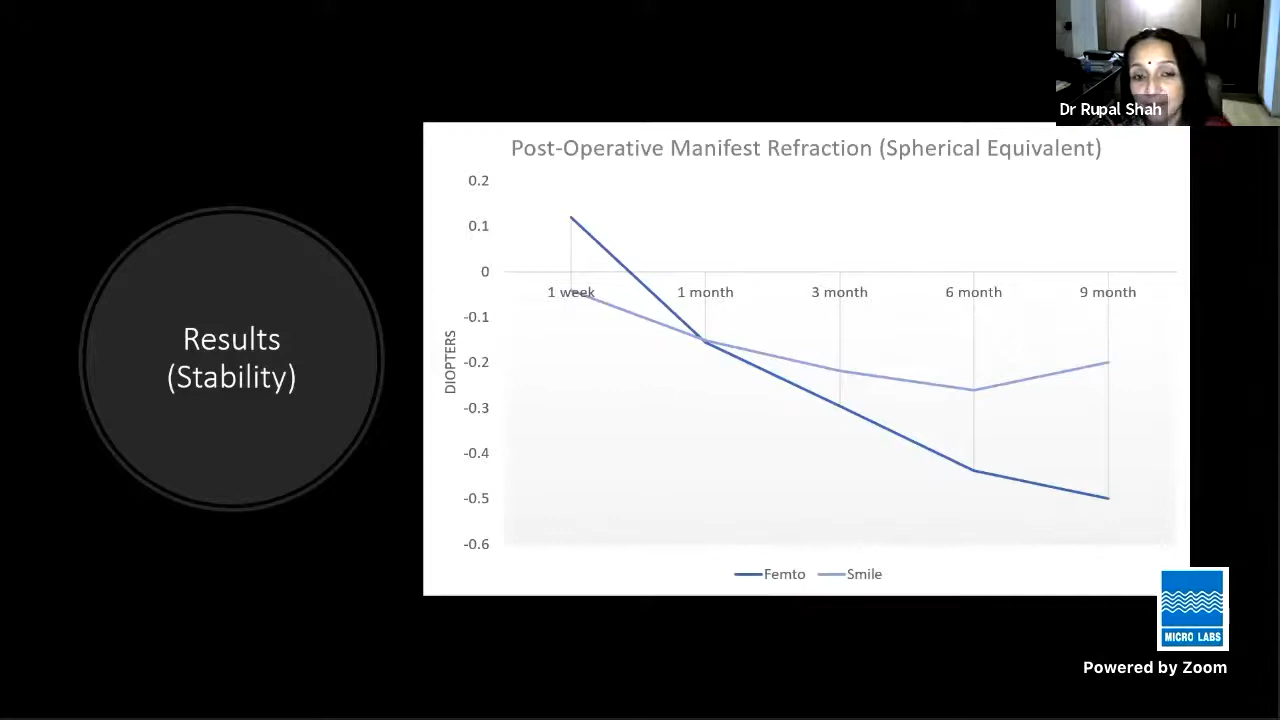 Dr Rupal Shah
Results
(Stability)
Post-Operative Manifest Refraction (Spherical Equivalent)
DIOPTERS
0.2
0.1
0
-0.1
-0.2
-0.3
-0.4
-0.5
-0.6
1 week 1 month 3 month 6 month 9 month
Femto Smile
MICRO LABS
Powered by Zoom